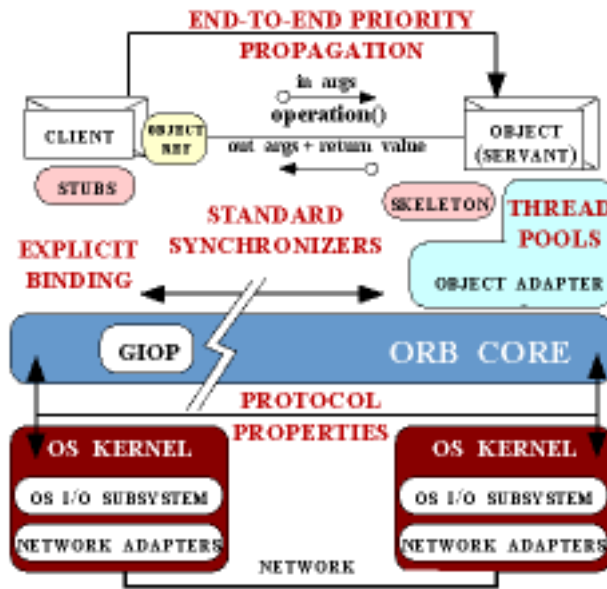 END-TO-END PRIORITY
PROPAGATION
in args
operation()
out args + return value
CLIENT
OBJECT
REF
OBJECT
(SERVANT)
STUBS
SKELETON
STANDARD
SYNCHRONIZERS
THREAD
POOLS
EXPLICIT
BINDING
OBJECT ADAPTER
GIOP
ORB CORE
PROTOCOL
PROPERTIES
OS KERNEL
OS I/O SUBSYSTEM
NETWORK ADAPTERS
OS KERNEL
OS I/O SUBSYSTEM
NETWORK ADAPTERS
NETWORK